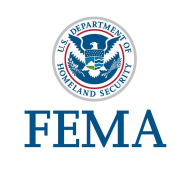 U.S. DEPARTMENT OF
HOMELAND SECURITY
FEMA